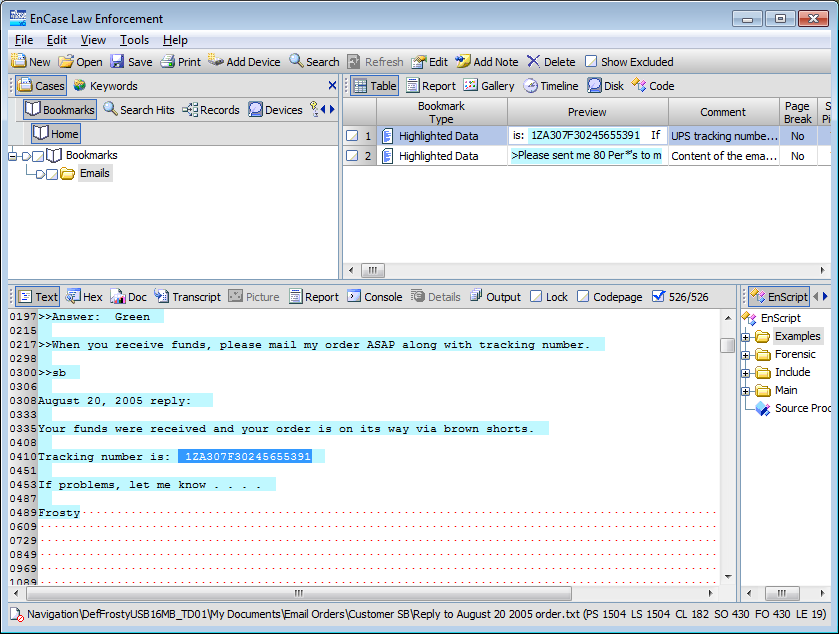 EnCase Law Enforcement
File Edit View Tools Help
New Open Save Print Add Device Search Refresh Edit Add Note Delete Show Excluded
Cases Keywords
Bookmarks Search Hits Records Devices
Home
Bookmarks
Emails
Table Report Gallery Timeline Disk Code
Bookmark Type Preview Comment Page Break S Pi
1 Highlighted Data is: 1ZA307F30245655391 If UPS tracking numbe... No
2 Highlighted Data >Please sent me 80 Per*'s to m Content of the ema... No
Text Hex Doc Transcript Picture Report Console Details Output Lock Codepage 526/526
0197>>Answer: Green
0215
0217>>When you receive funds, please mail my order ASAP along with tracking number.
0298
0300>>sb
0306
0308August 20, 2005 reply:
0333
0335Your funds were received and your order is on its way via brown shorts.
0408
0410Tracking number is: 1ZA307F30245655391
0451
0453If problems, let me know . . . .
0487
0489Frosty
0609
0729
0849
0969
1089
EnScript
EnScript
Examples
Forensic
Include
Main
Source Proc
Navigation\DefFrostyUSB16MB_TD01\My Documents\Email Orders\Customer SB\Reply to August 20 2005 order.txt (PS 1504 LS 1504 CL 182 SO 430 FO 430 LE 19)